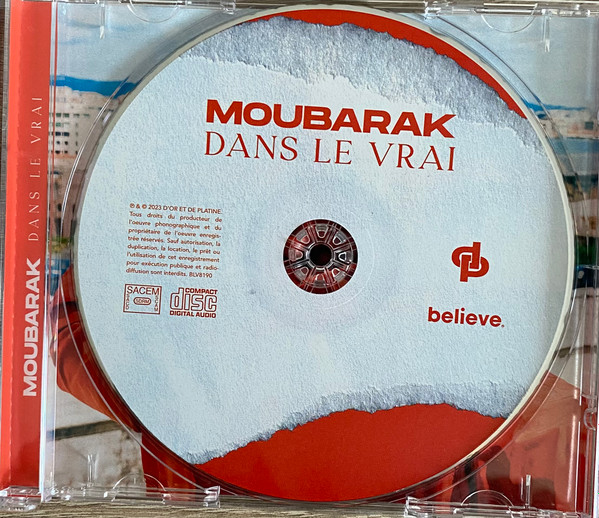 MOUBARAK DANS LE VRAI
MOUBARAK
DANS LE VRAI
℗ & © 2023 D'OR ET DE PLATINE.
Tous droits du producteur de
l'oeuvre phonographique et du
propriétaire de l'oeuvre enregis-
trée réservés. Sauf autorisation, la
duplication, la location, le prêt ou
l'utilisation de cet enregistrement
pour exécution publique et radio-
diffusion sont interdits. BLV8190
SACEM
SDRM
COMPACT
disc
DIGITAL AUDIO
believe.